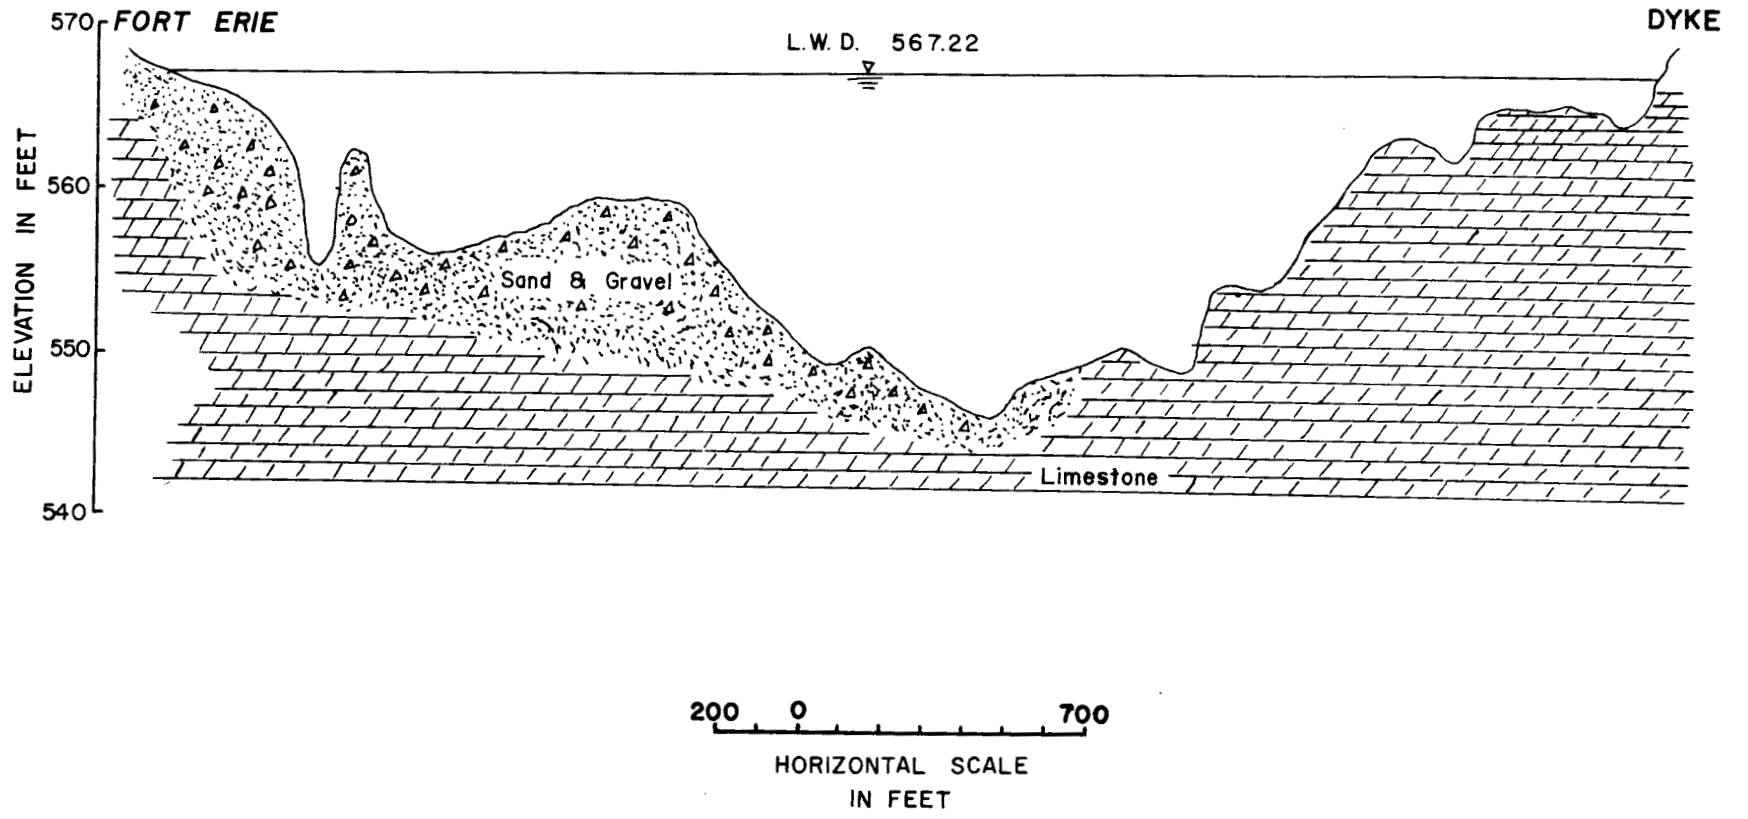 570 FORT ERIE
DYKE
L.W.D. 567.22
ELEVATION IN FEET
560
Sand & Gravel
550
Limestone
540
200 0 700
HORIZONTAL SCALE
IN FEET